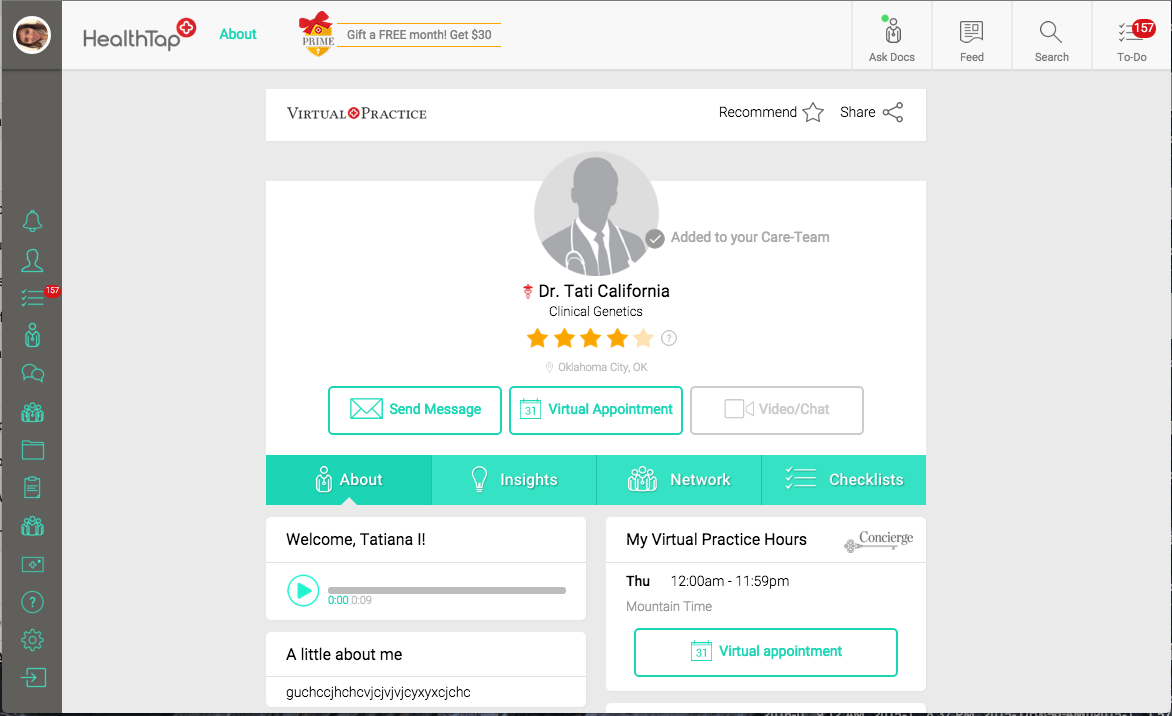 HealthTap
About
PRIME
Gift a FREE month! Get $30
Ask Docs
Feed
Search
157
To-Do
157
VIRTUAL PRACTICE
Recommend
Share
Added to your Care-Team
Dr. Tati California
Clinical Genetics
?
Oklahoma City, OK
Send Message
31
Virtual Appointment
Video/Chat
About
Insights
Network
Checklists
Welcome, Tatiana I!
0:00 0:09
A little about me
guchccjhchcvjcjvjvjcyxyxcjchc
My Virtual Practice Hours
Concierge
Thu 12:00am - 11:59pm
Mountain Time
31
Virtual appointment
?